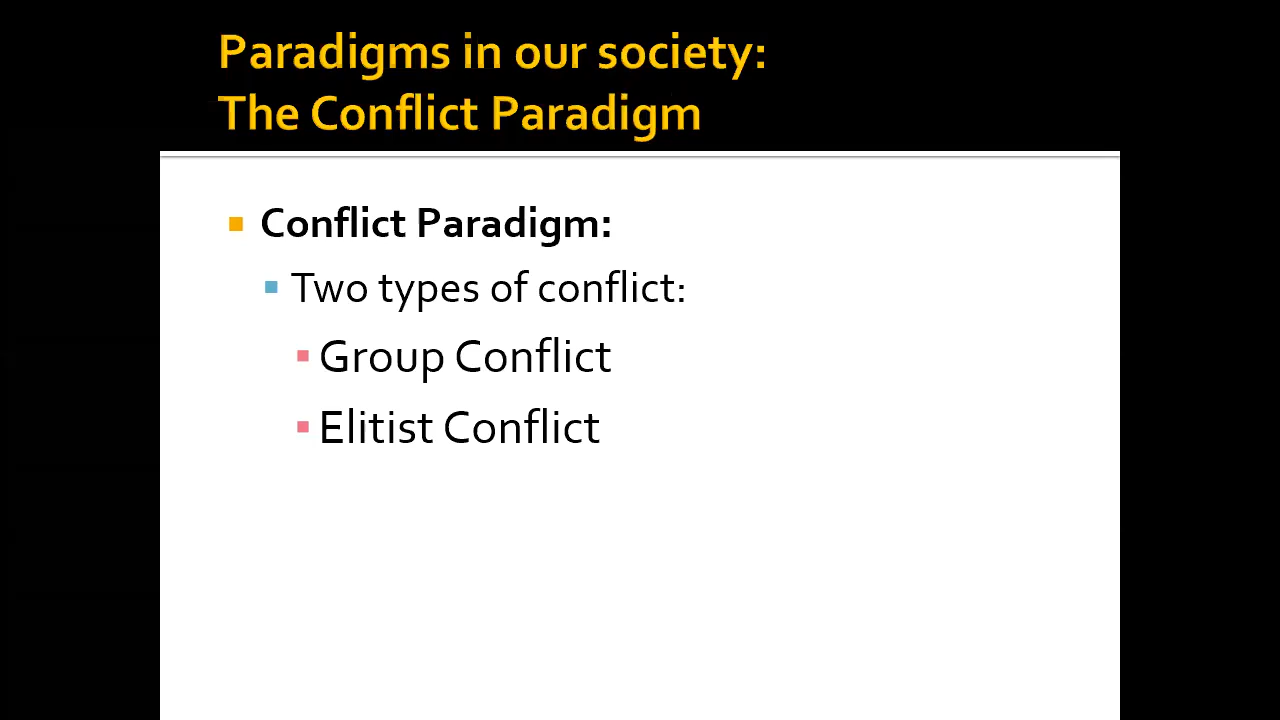 Paradigms in our society:
The Conflict Paradigm
Conflict Paradigm:
Two types of conflict:
Group Conflict
Elitist Conflict